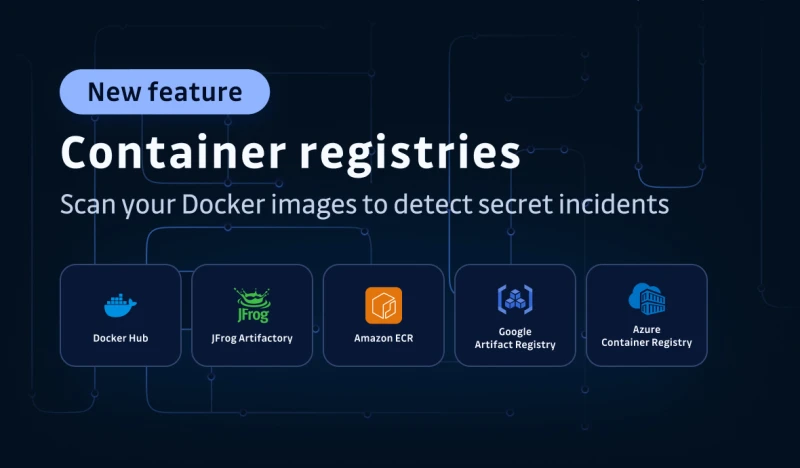 New feature
Container registries
Scan your Docker images to detect secret incidents
Docker Hub
JFrog
JFrog Artifactory
Amazon ECR
Google
Artifact Registry
Azure
Container Registry